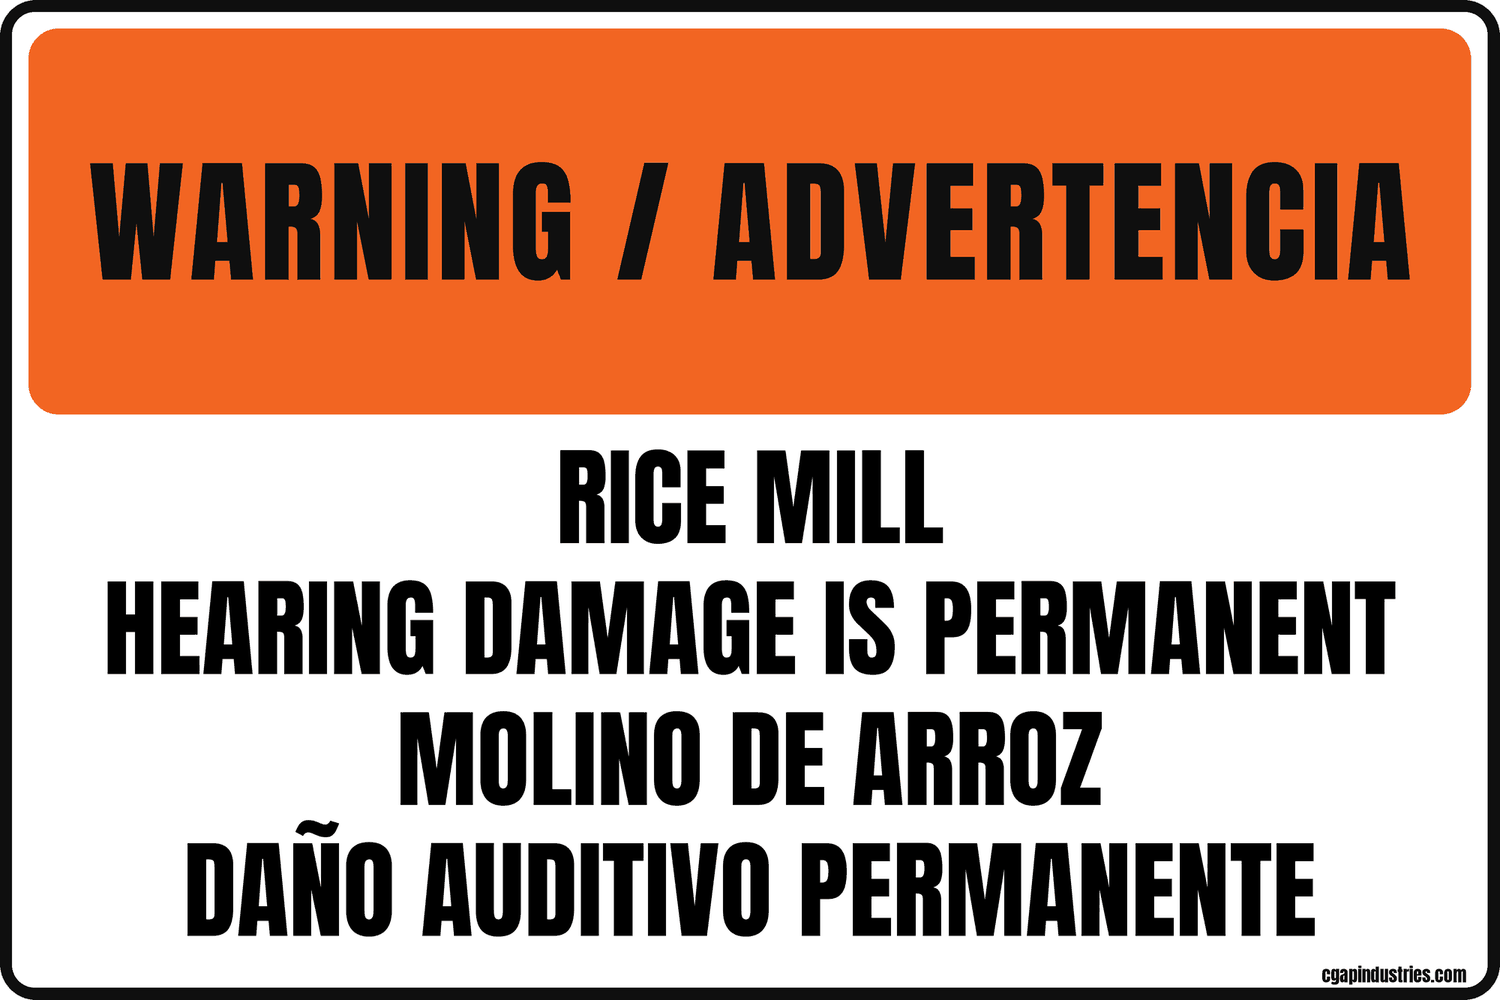 WARNING / ADVERTENCIA
RICE MILL
HEARING DAMAGE IS PERMANENT
MOLINO DE ARROZ
DAÑO AUDITIVO PERMANENTE
cgapindustries.com